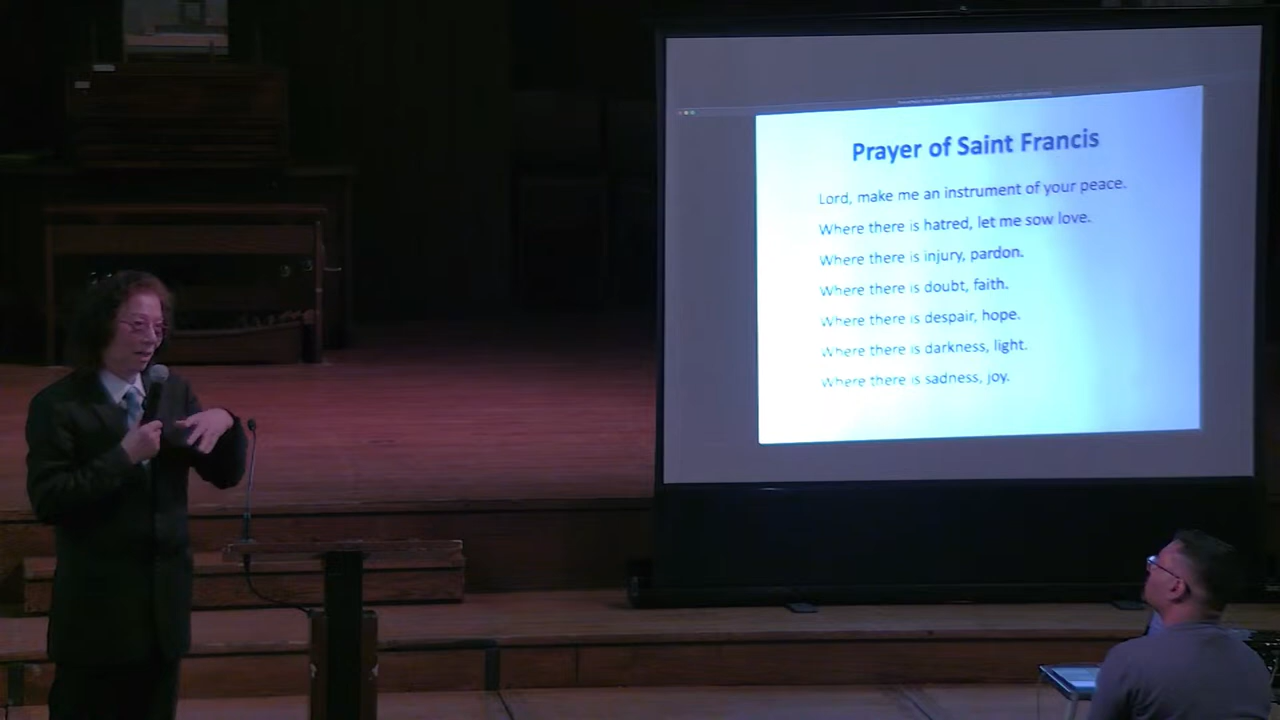 Prayer of Saint Francis
Lord, make me an instrument of your peace.
Where there is hatred, let me sow love.
Where there is injury, pardon.
Where there is doubt, faith.
Where there is despair, hope.
Where there is darkness, light.
Where there is sadness, joy.